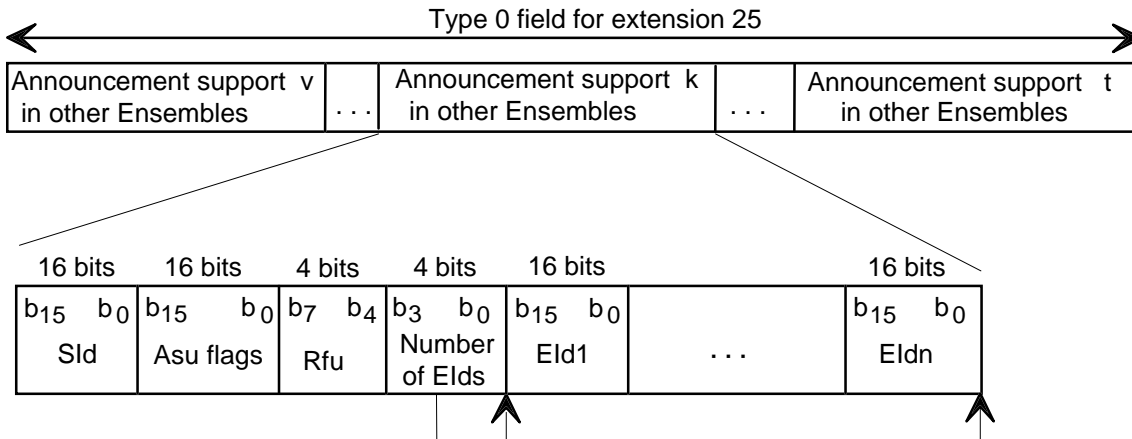 Type 0 field for extension 25
Announcement support v
in other Ensembles
. . .
Announcement support k
in other Ensembles
. . .
Announcement support t
in other Ensembles
16 bits 16 bits 4 bits 4 bits 16 bits 16 bits
b15 b0 b15 b0 b7 b4 b3 b0 b15 b0 b15 b0
SId Asu flags Rfu Number of EIds EId1 . . . EIdn